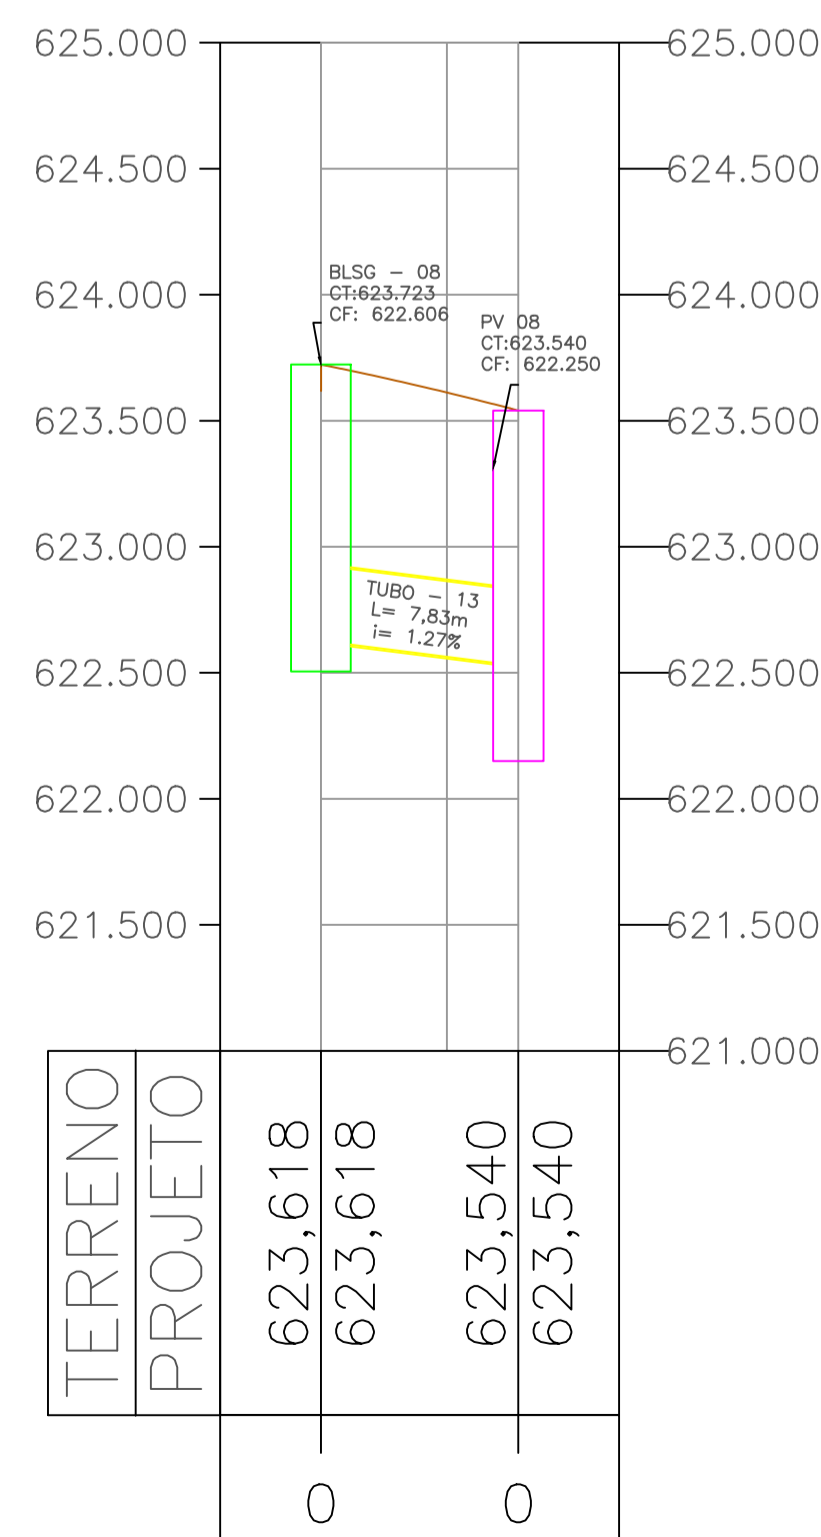 625.000
625.000
624.500
624.500
BLSG - 08
CT:623.723
CF: 622.606
624.000
624.000
PV 08
CT:623.540
CF: 622.250
623.500
623.500
623.000
623.000
TUBO - 13
L= 7,83m
i= 1.27%
622.500
622.500
622.000
622.000
621.500
621.500
621.000
TERRENO
PROJETO
623,618
623,618
623,540
623,540
0
0